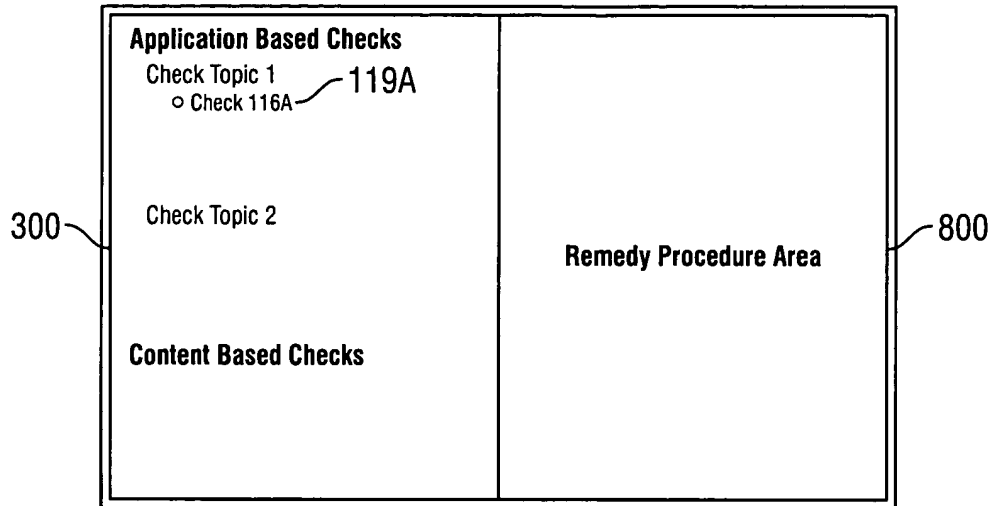 Application Based Checks
Check Topic 1
119A
Check 116A
Check Topic 2
300
800
Remedy Procedure Area
Content Based Checks